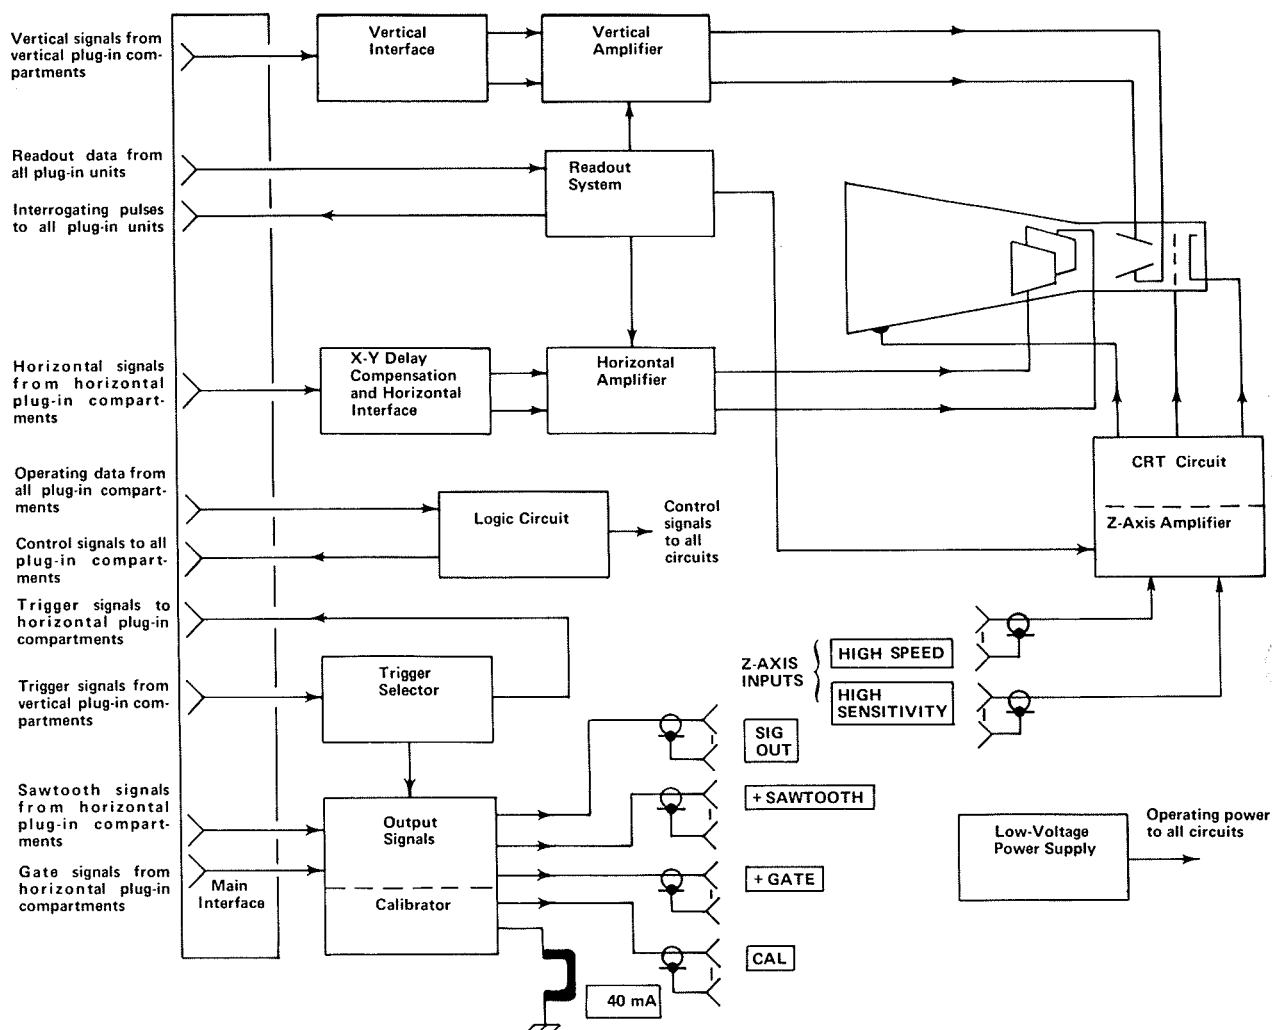 Vertical signals from
vertical plug-in com-
partments
Vertical
Interface
Vertical
Amplifier
Readout data from
all plug-in units
Interrogating pulses
to all plug-in units
Readout
System
Horizontal signals
from horizontal
plug-in compart-
ments
X-Y Delay
Compensation
and Horizontal
Interface
Horizontal
Amplifier
CRT Circuit
Z-Axis Amplifier
Operating data from
all plug-in compart-
ments
Control signals to all
plug-in compart-
ments
Logic Circuit
Control
signals
to all
circuits
Trigger signals to
horizontal plug-in
compartments
Trigger signals from
vertical plug-in com-
partments
Trigger
Selector
Z-AXIS
INPUTS
HIGH SPEED
HIGH
SENSITIVITY
Sawtooth signals
from horizontal
plug-in compart-
ments
Gate signals from
horizontal plug-in
compartments
Main
Interface
Output
Signals
Calibrator
SIG
OUT
+ SAWTOOTH
+ GATE
CAL
40 mA
Low-Voltage
Power Supply
Operating power
to all circuits